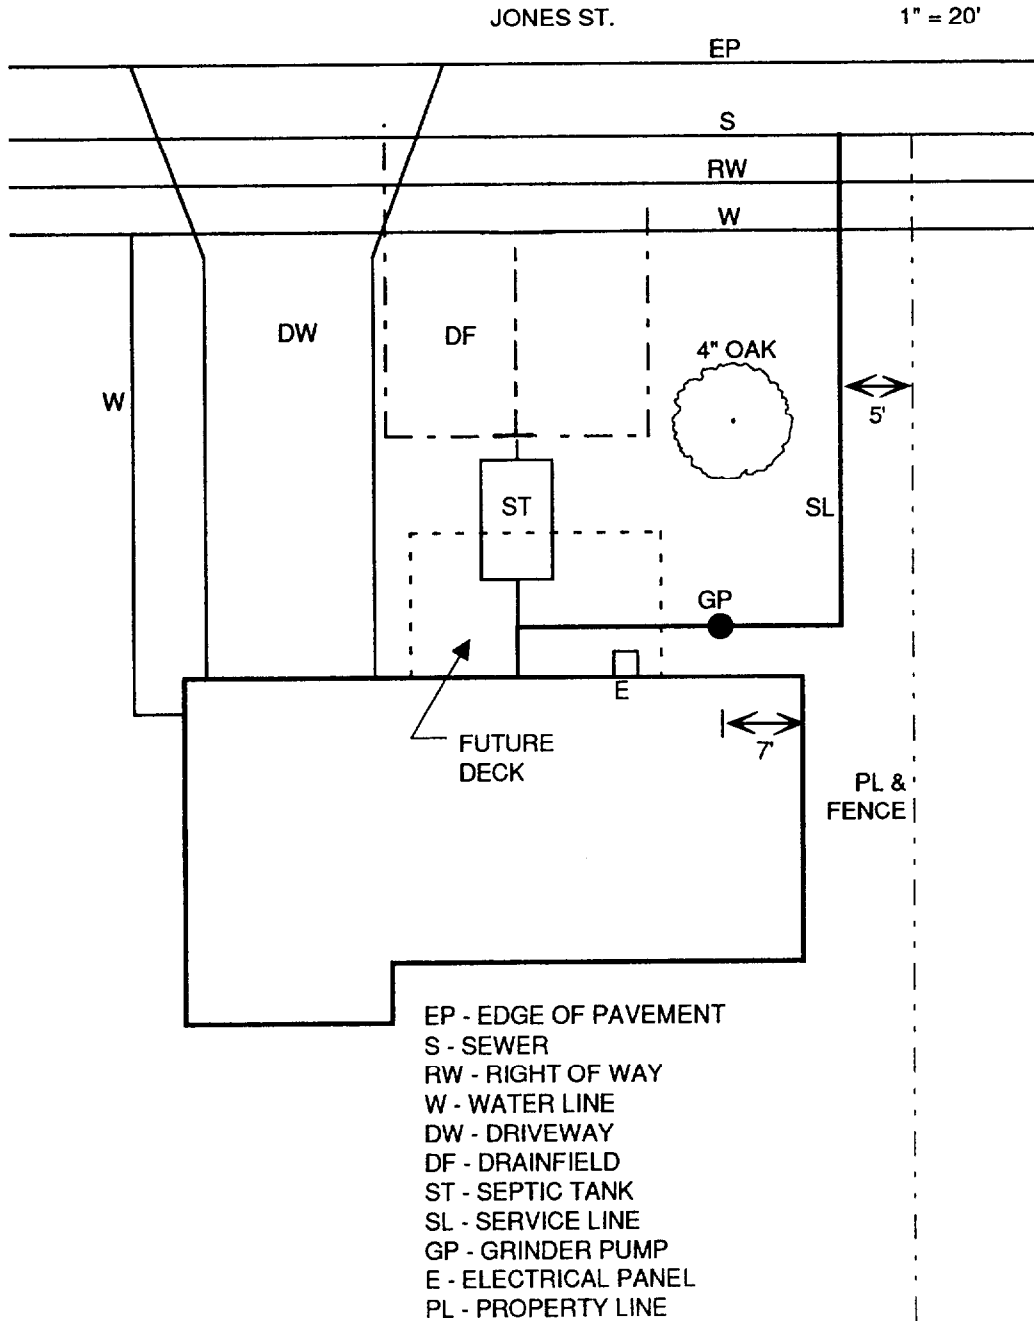 JONES ST.
1" = 20'
EP
S
RW
W
DW
DF
4" OAK
W
5'
ST
SL
GP
E
FUTURE
DECK
7'
PL &
FENCE
EP - EDGE OF PAVEMENT
S - SEWER
RW - RIGHT OF WAY
W - WATER LINE
DW - DRIVEWAY
DF - DRAINFIELD
ST - SEPTIC TANK
SL - SERVICE LINE
GP - GRINDER PUMP
E - ELECTRICAL PANEL
PL - PROPERTY LINE